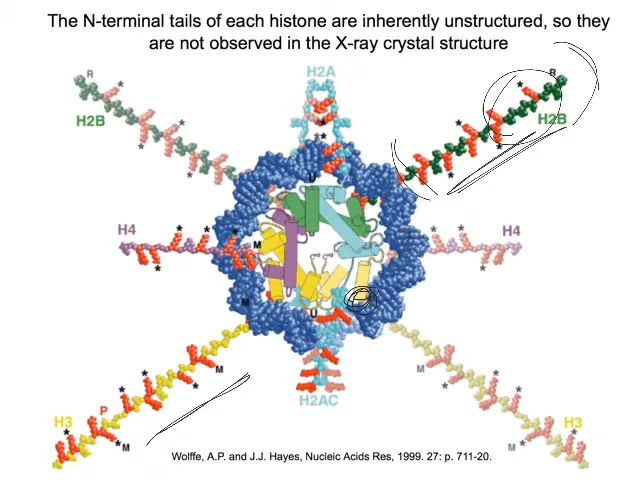 The N-terminal tails of each histone are inherently unstructured, so they
are not observed in the X-ray crystal structure
H2A
R
R
H2B
H2B
U
H4
M
H4
M
U
M
M
P
H2AC
H3
M
M
H3
Wolffe, A.P. and J.J. Hayes, Nucleic Acids Res, 1999. 27: p. 711-20.